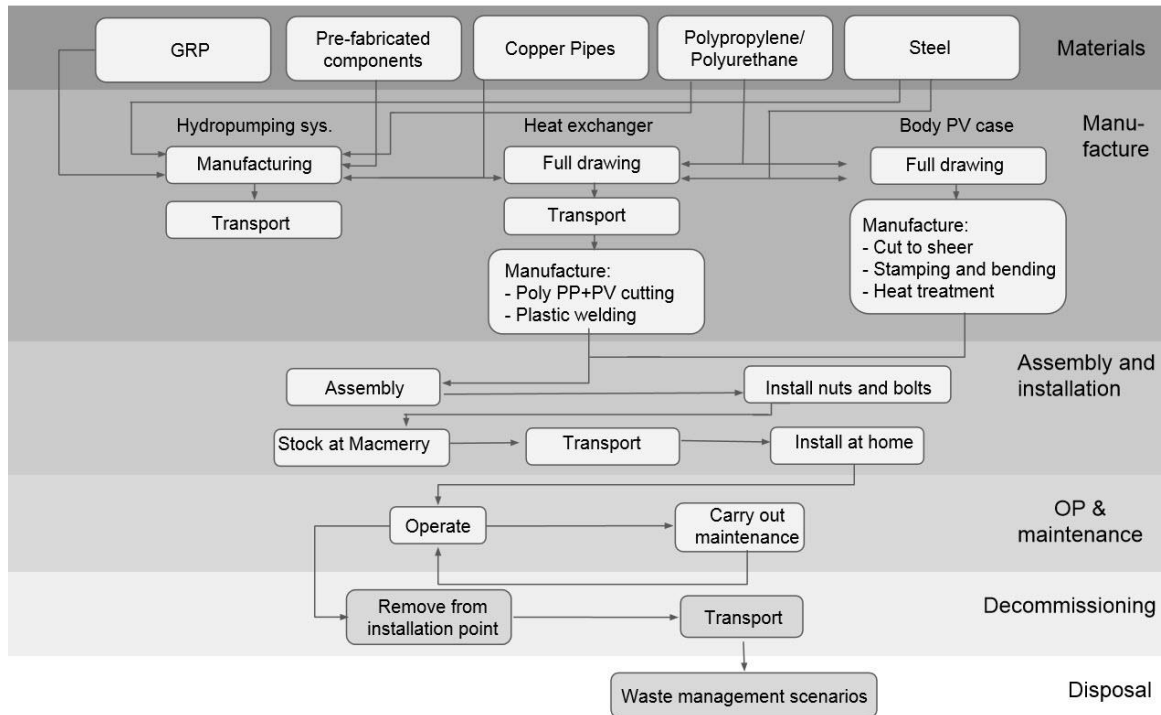 GRP
Pre-fabricated
components
Copper Pipes
Polypropylene/
Polyurethane
Steel
Materials
Hydropumping sys.
Heat exchanger
Body PV case
Manu-
facture
Manufacturing
Full drawing
Full drawing
Transport
Transport
Manufacture:
- Cut to sheer
- Stamping and bending
- Heat treatment
Manufacture:
- Poly PP+PV cutting
- Plastic welding
Assembly and
installation
Assembly
Install nuts and bolts
Stock at Macmerry
Transport
Install at home
OP &
maintenance
Operate
Carry out
maintenance
Decommissioning
Remove from
installation point
Transport
Waste management scenarios
Disposal